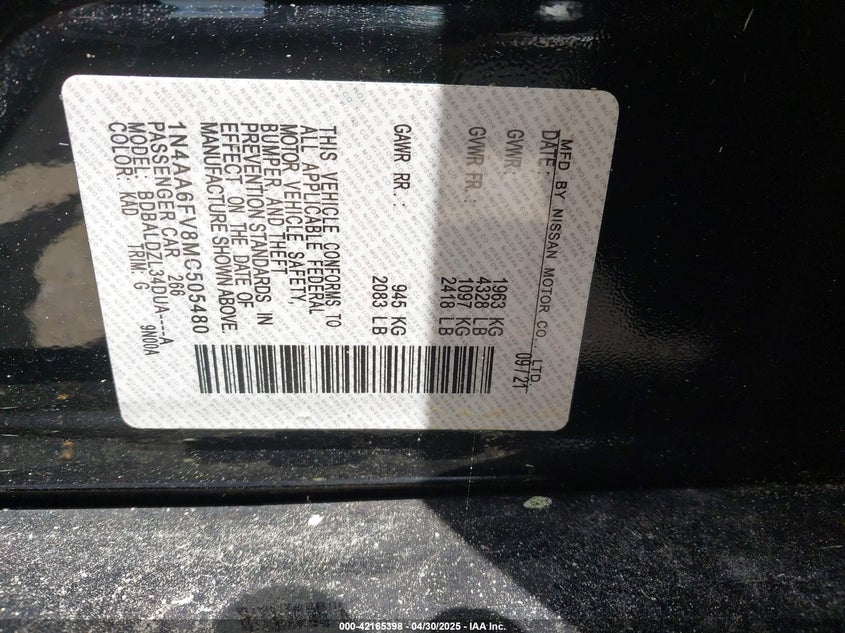 MFD BY NISSAN MOTOR CO., LTD.
DATE: 09/21
GVWR: 1963 KG
4328 LB
GVWR FR: 1097 KG
2418 LB
GAWR RR: 945 KG
2083 LB
THIS VEHICLE CONFORMS TO
ALL APPLICABLE FEDERAL
MOTOR VEHICLE SAFETY,
BUMPER, AND THEFT
PREVENTION STANDARDS IN
EFFECT ON THE DATE OF
MANUFACTURE SHOWN ABOVE.
1N4AA6FV8MC505480
PASSENGER CAR 266
MODEL: BDBALDZL34DUA----A
COLOR: KAD TRIM: G 9N00A
000-42165398 - 04/30/2025 - IAA Inc.